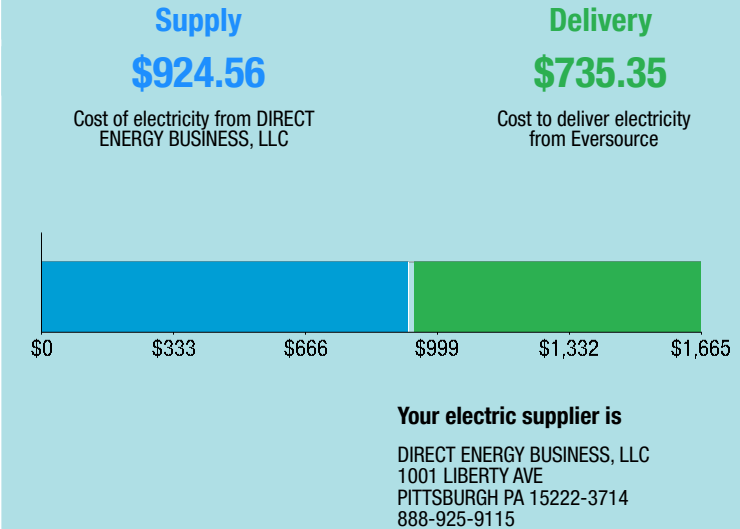 Supply
$924.56
Cost of electricity from DIRECT
ENERGY BUSINESS, LLC
Delivery
$735.35
Cost to deliver electricity
from Eversource
$0 $333 $666 $999 $1,332 $1,665
Your electric supplier is
DIRECT ENERGY BUSINESS, LLC
1001 LIBERTY AVE
PITTSBURGH PA 15222-3714
888-925-9115